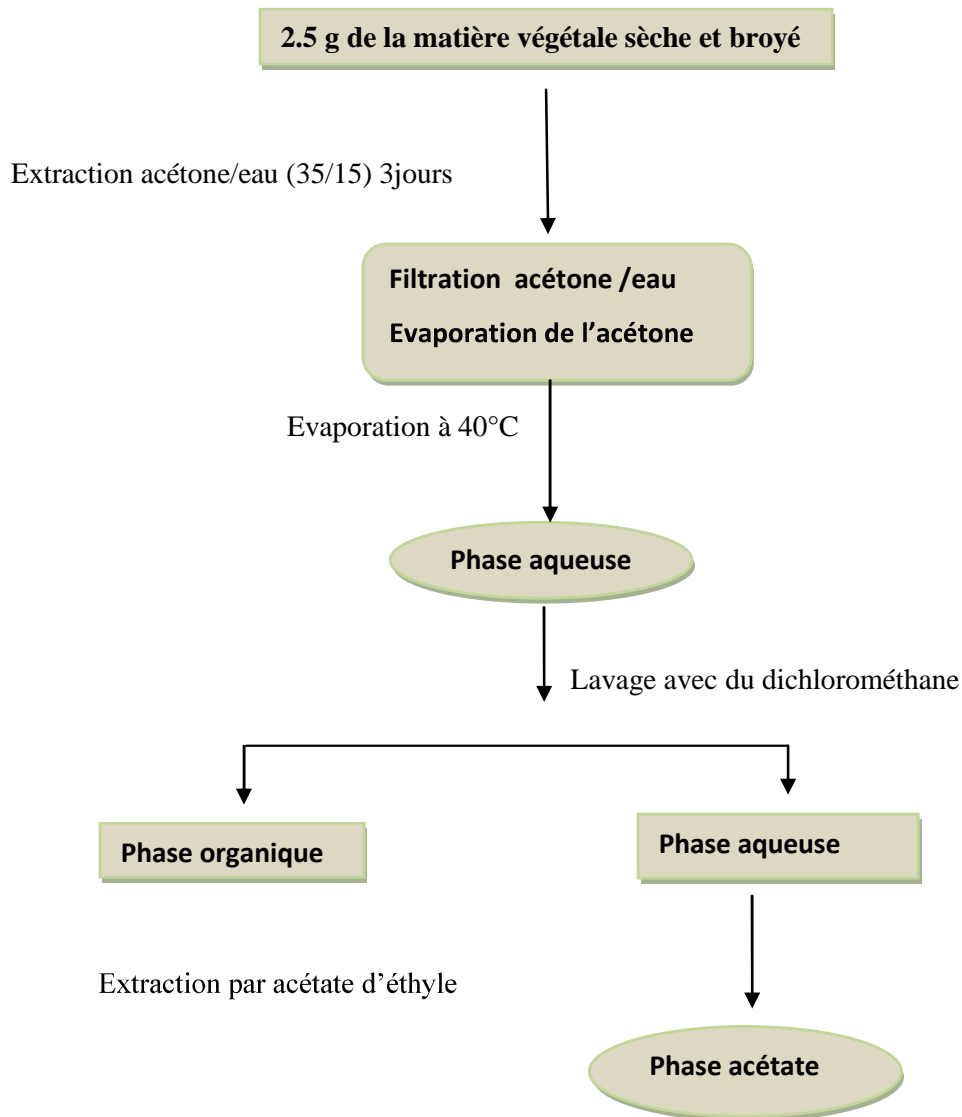 2.5 g de la matière végétale sèche et broyé
Extraction acétone/eau (35/15) 3jours
Filtration acétone /eau
Evaporation de l’acétone
Evaporation à 40°C
Phase aqueuse
Lavage avec du dichlorométhane
Phase organique
Phase aqueuse
Extraction par acétate d’éthyle
Phase acétate